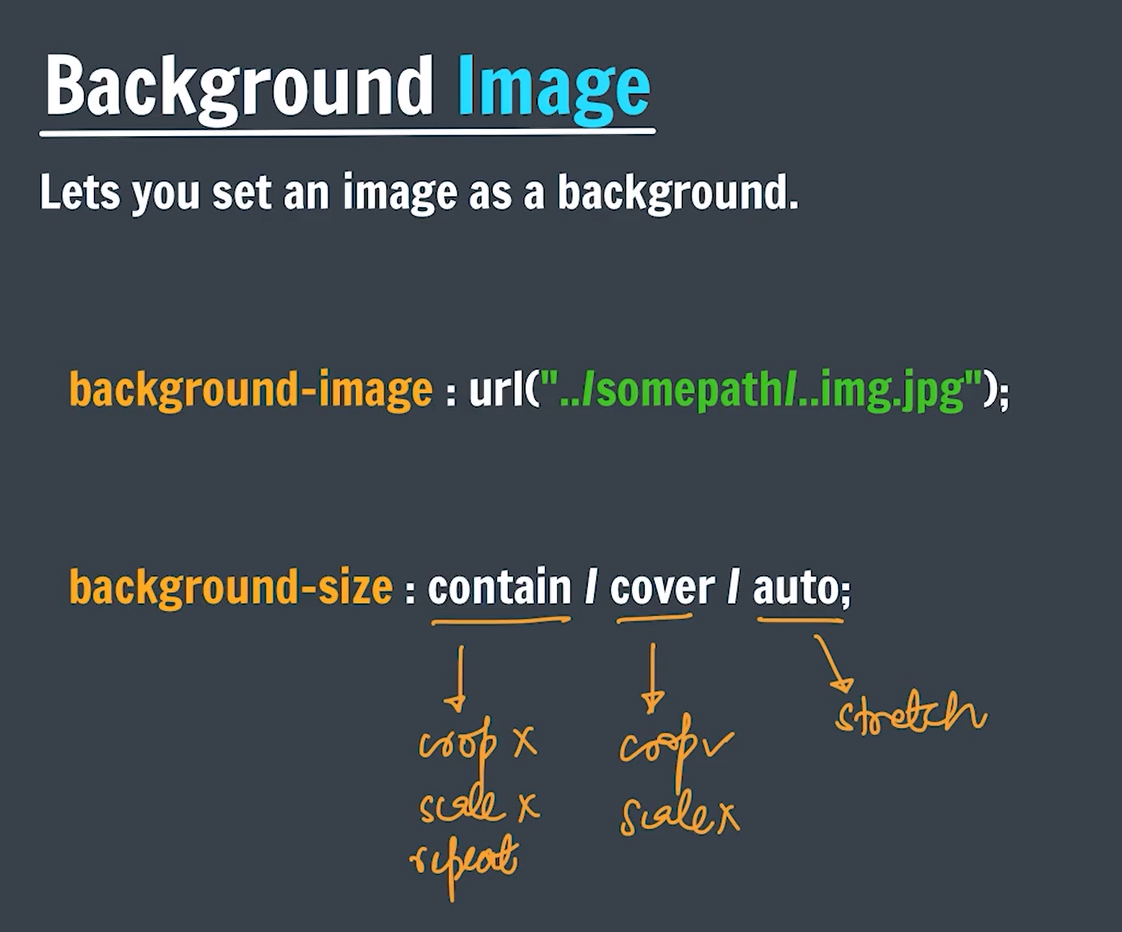 Background Image
Lets you set an image as a background.
background-image : url("../somepath/..img.jpg");
background-size : contain / cover / auto;
crop x
scale x
repeat
crop ✓
scale x
stretch